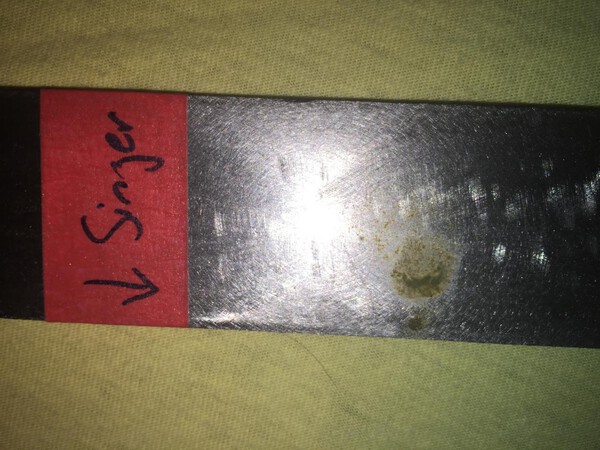 ↓ Singer